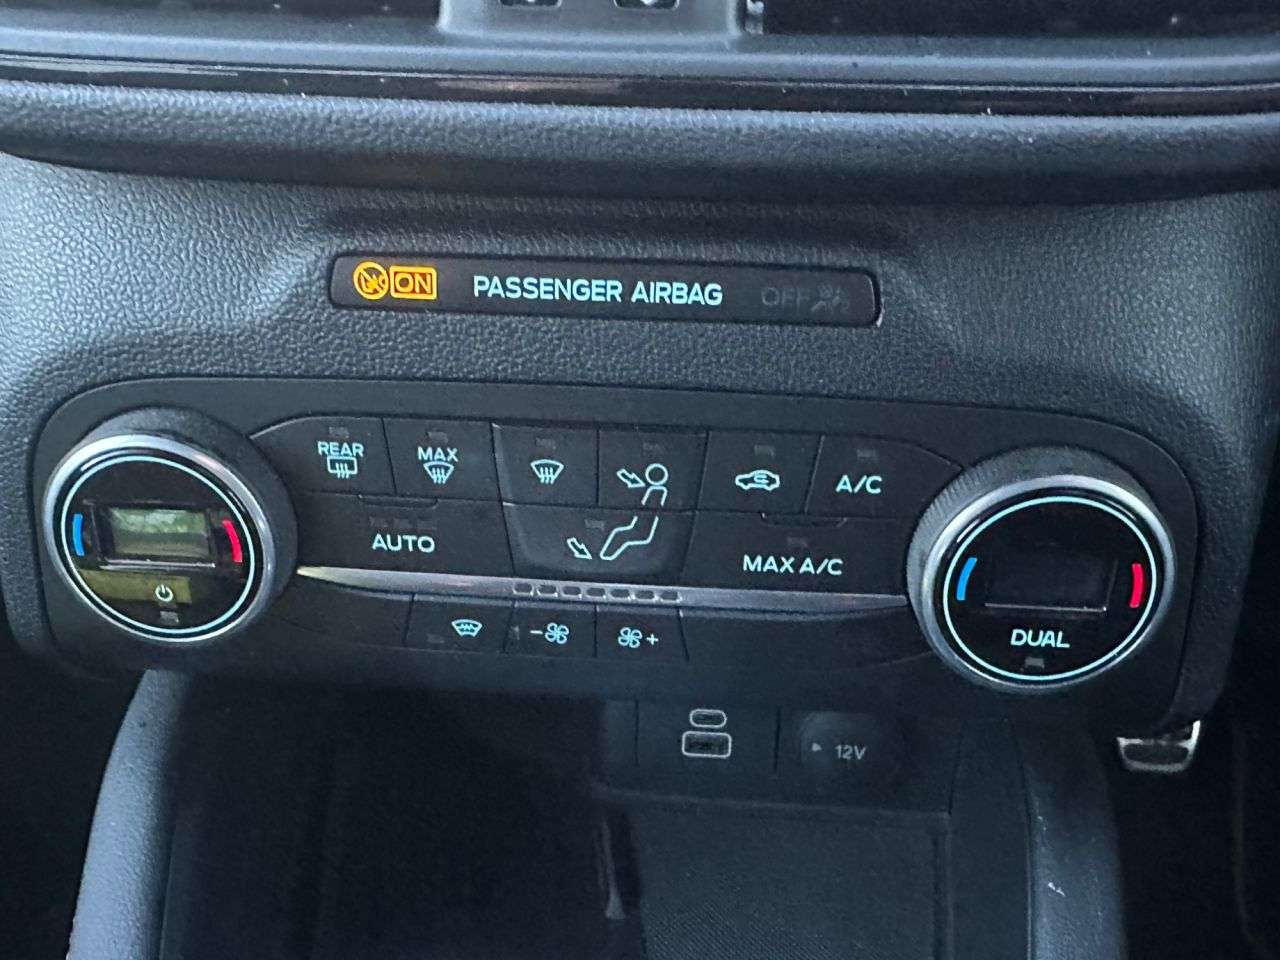 ON PASSENGER AIRBAG OFF
REAR MAX
A/C
AUTO
MAX A/C
- +
DUAL
12V